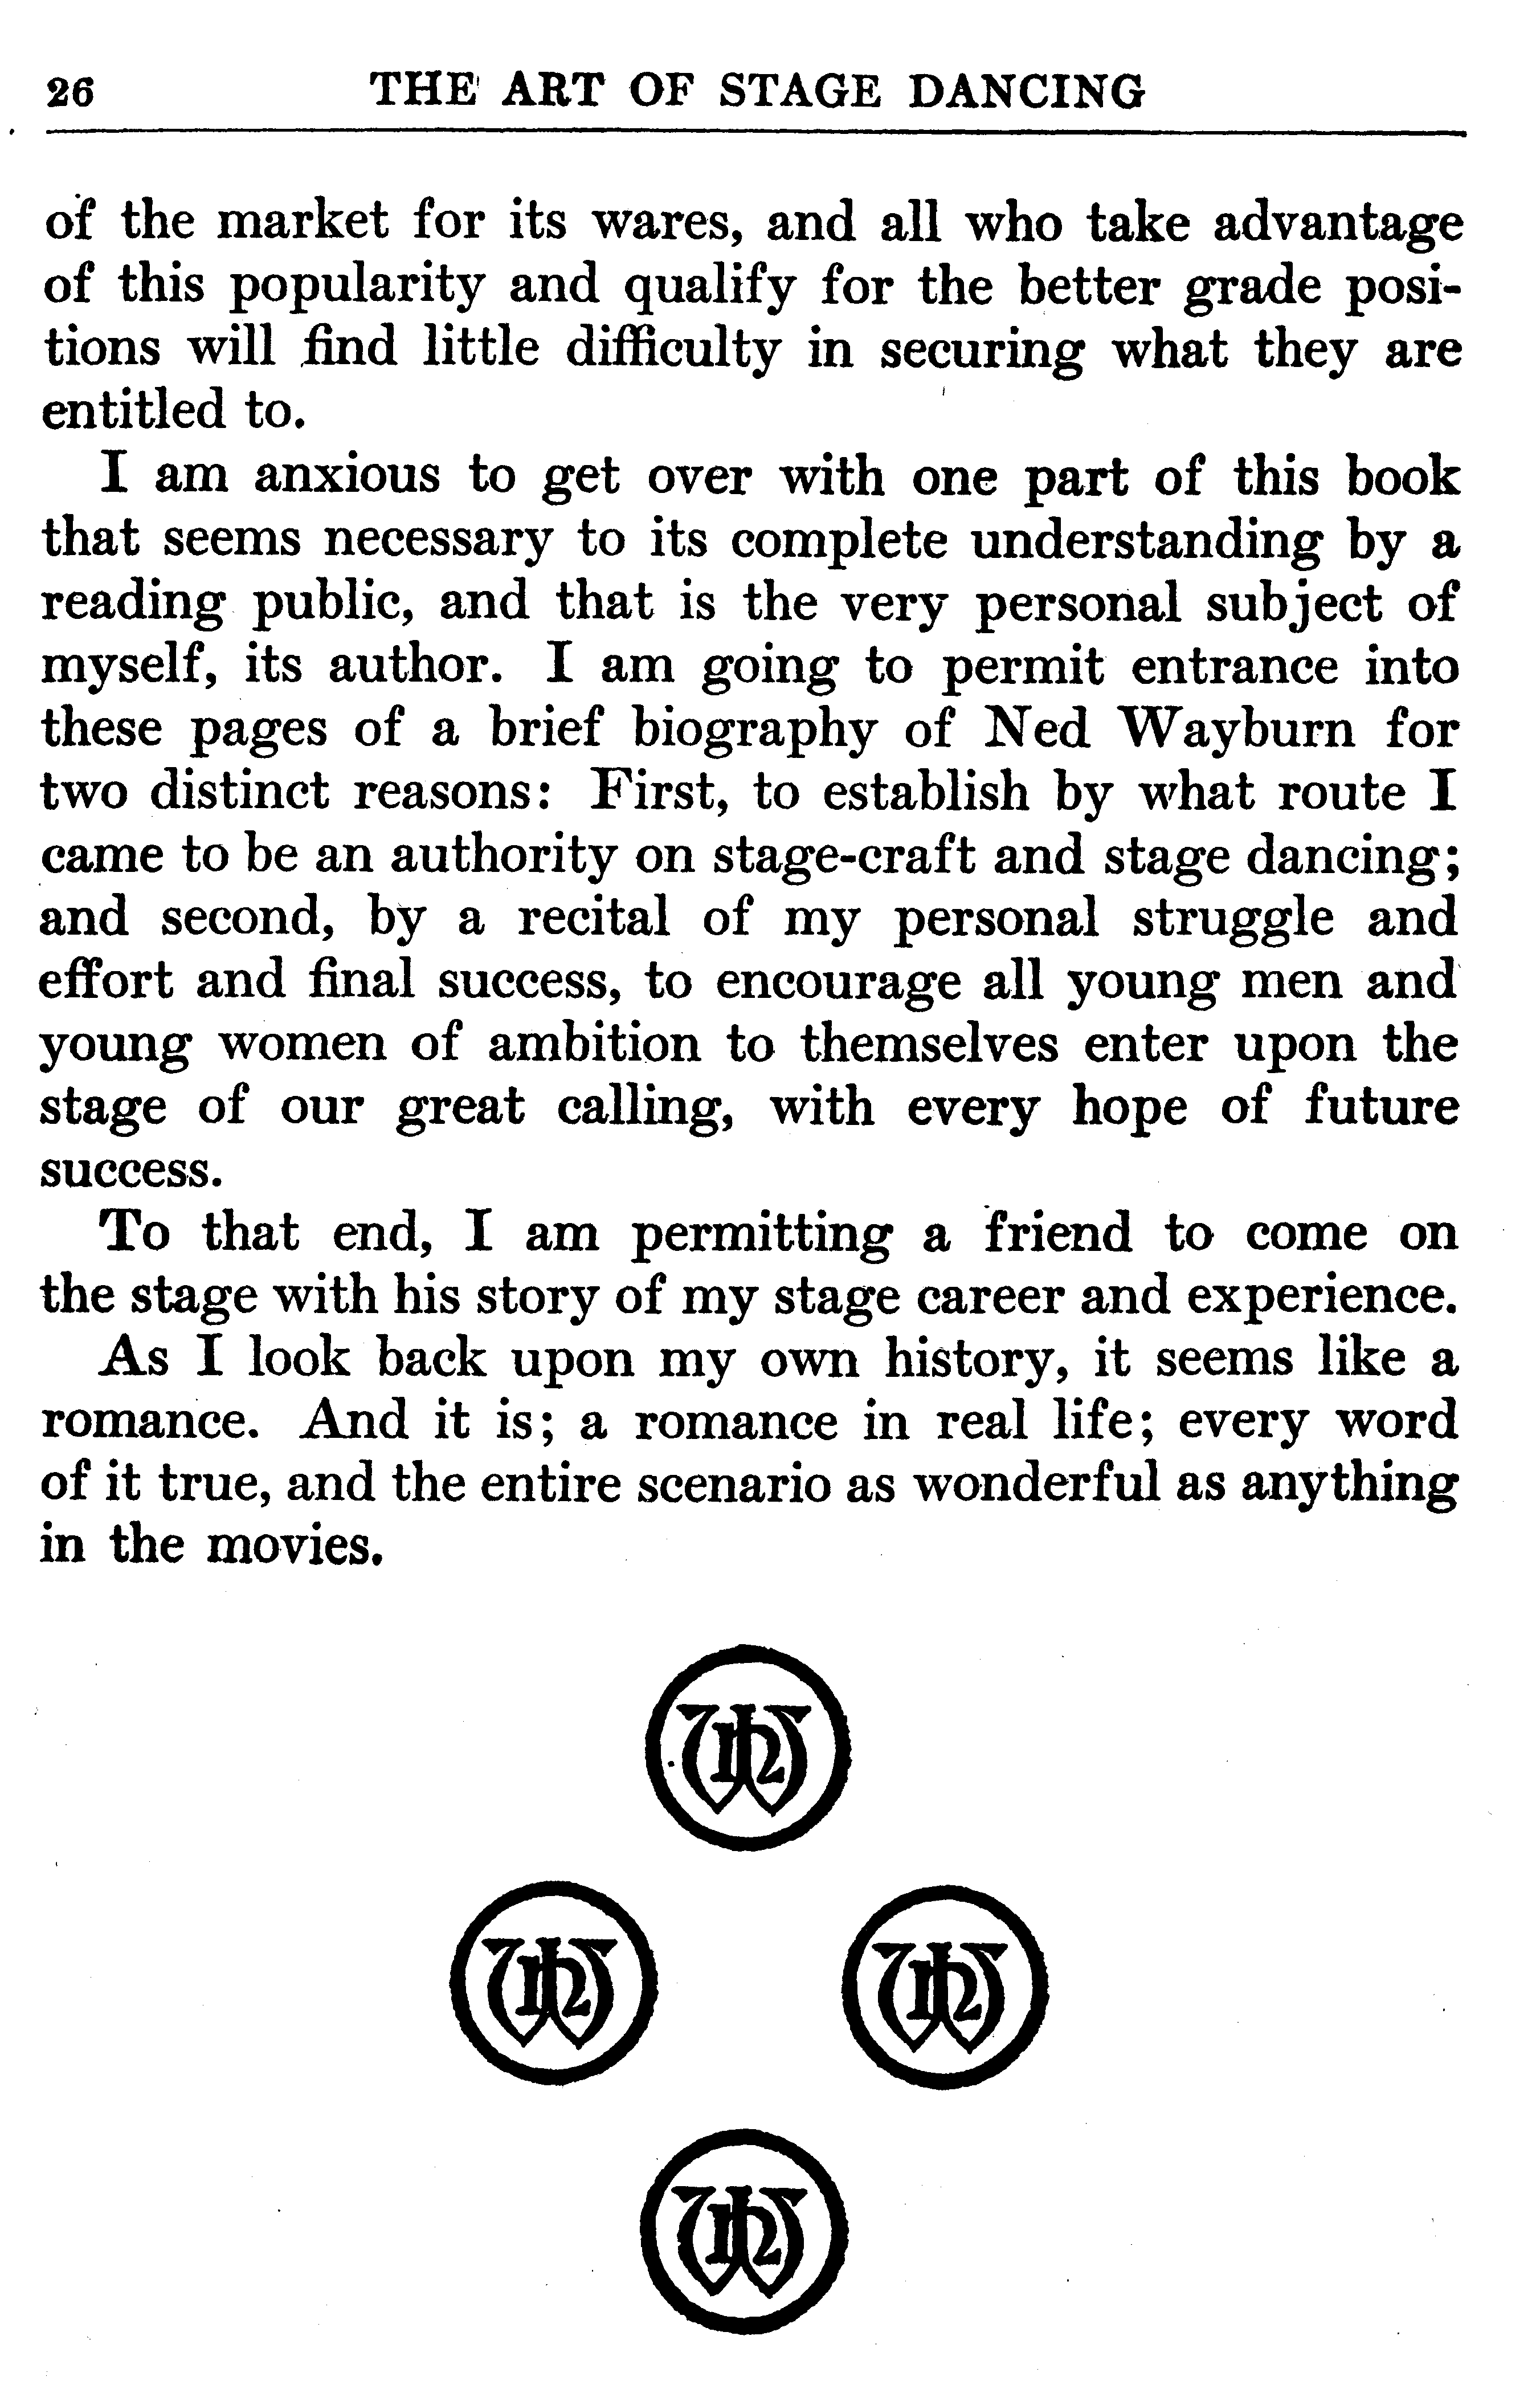 26 THE ART OF STAGE DANCING
of the market for its wares, and all who take advantage
of this popularity and qualify for the better grade posi-
tions will find little difficulty in securing what they are
entitled to.
I am anxious to get over with one part of this book
that seems necessary to its complete understanding by a
reading public, and that is the very personal subject of
myself, its author. I am going to permit entrance into
these pages of a brief biography of Ned Wayburn for
two distinct reasons: First, to establish by what route I
came to be an authority on stage-craft and stage dancing;
and second, by a recital of my personal struggle and
effort and final success, to encourage all young men and
young women of ambition to themselves enter upon the
stage of our great calling, with every hope of future
success.
To that end, I am permitting a friend to come on
the stage with his story of my stage career and experience.
As I look back upon my own history, it seems like a
romance. And it is; a romance in real life; every word
of it true, and the entire scenario as wonderful as anything
in the movies.